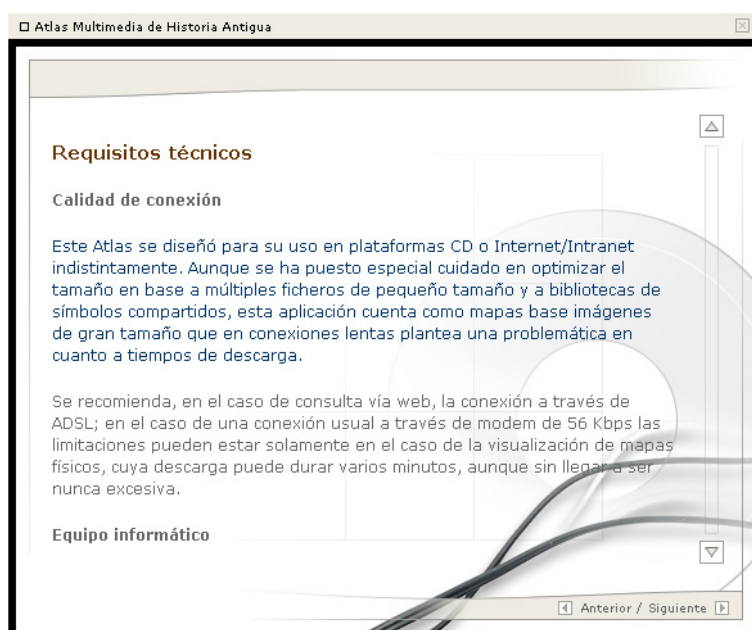 Atlas Multimedia de Historia Antigua
Requisitos técnicos
Calidad de conexión
Este Atlas se diseñó para su uso en plataformas CD o Internet/Intranet
indistintamente. Aunque se ha puesto especial cuidado en optimizar el
tamaño en base a múltiples ficheros de pequeño tamaño y a bibliotecas de
símbolos compartidos, esta aplicación cuenta como mapas base imágenes
de gran tamaño que en conexiones lentas plantea una problemática en
cuanto a tiempos de descarga.
Se recomienda, en el caso de consulta vía web, la conexión a través de
ADSL; en el caso de una conexión usual a través de modem de 56 Kbps las
limitaciones pueden estar solamente en el caso de la visualización de mapas
físicos, cuya descarga puede durar varios minutos, aunque sin llegar a ser
nunca excesiva.
Equipo informático
Anterior / Siguiente